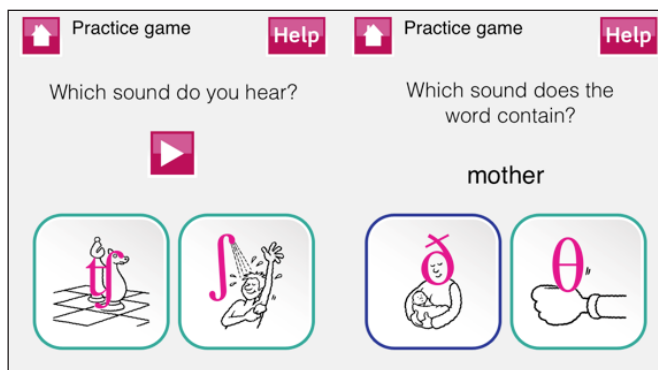 Practice game
Help
Which sound do you hear?
tʃ
ʃ
Practice game
Help
Which sound does the
word contain?
mother
ð
θ